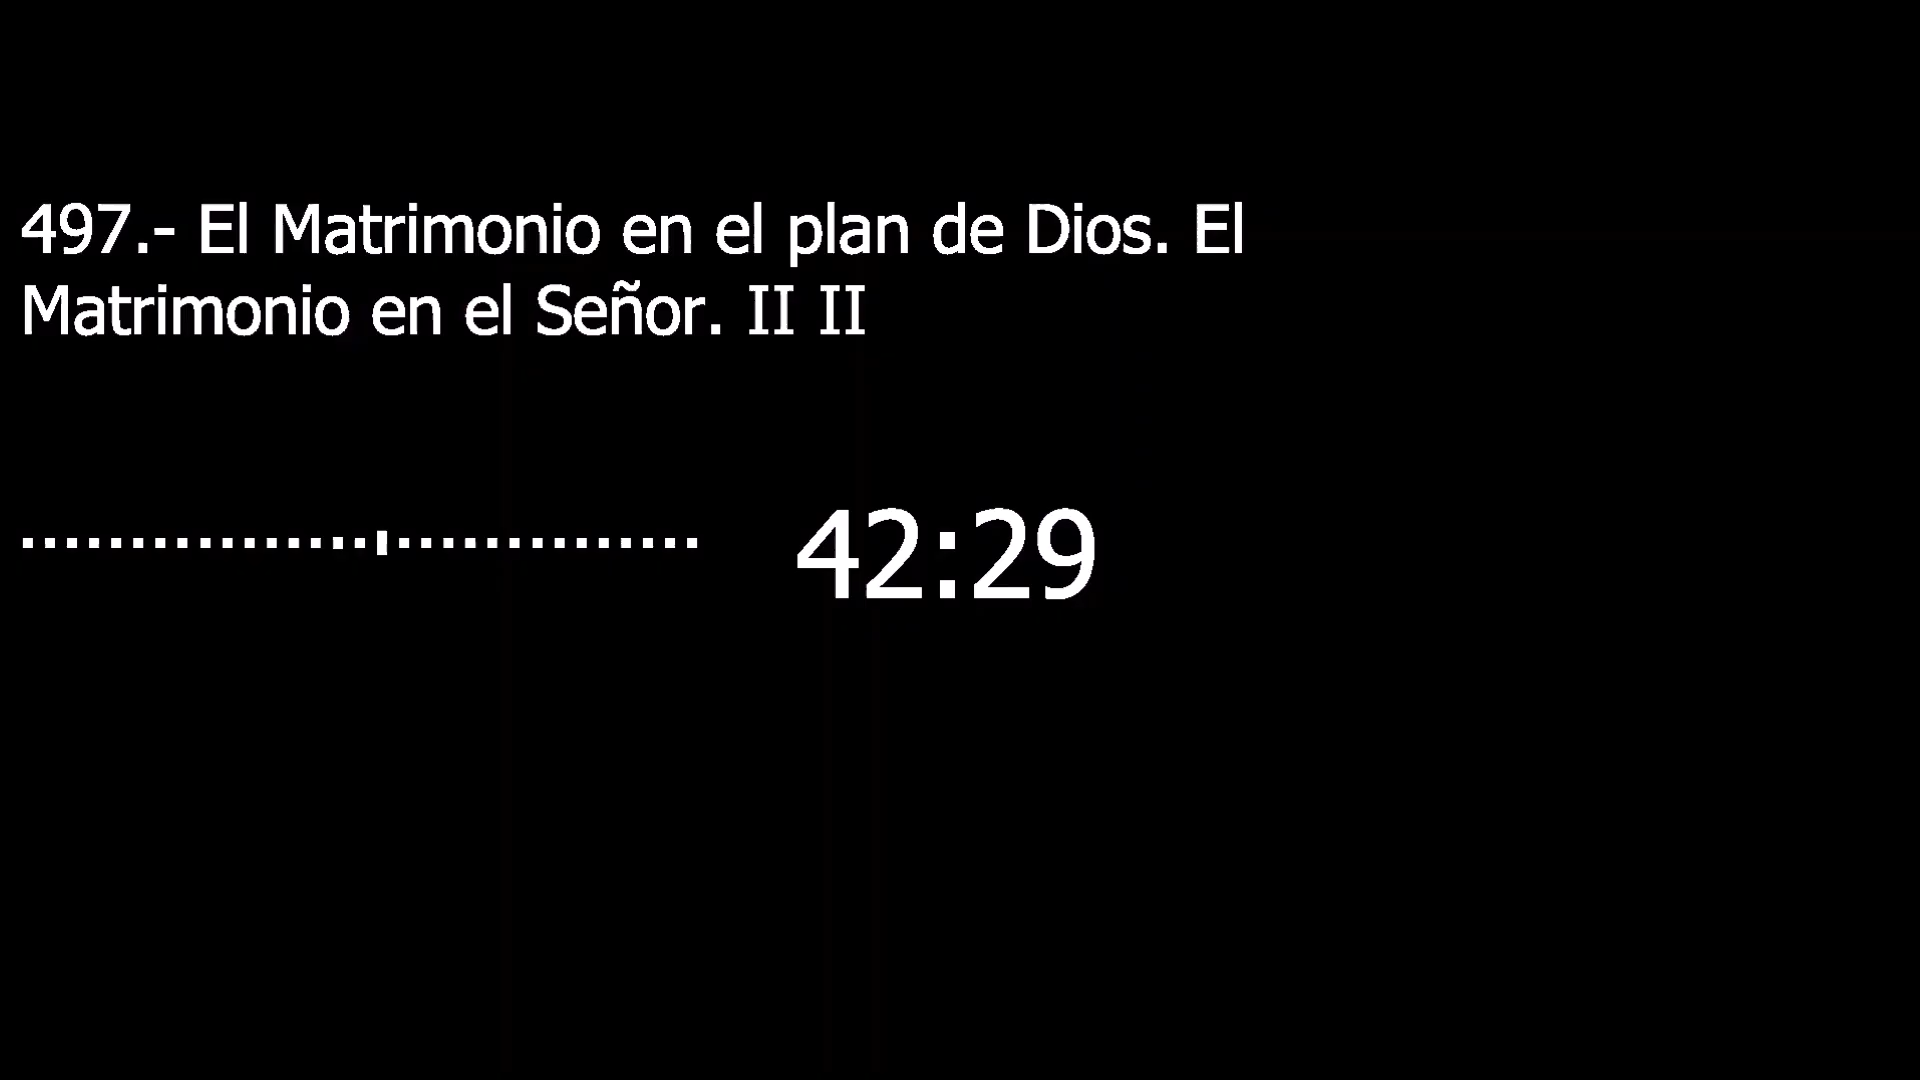 497.- El Matrimonio en el plan de Dios. El
Matrimonio en el Señor. II II
42:29